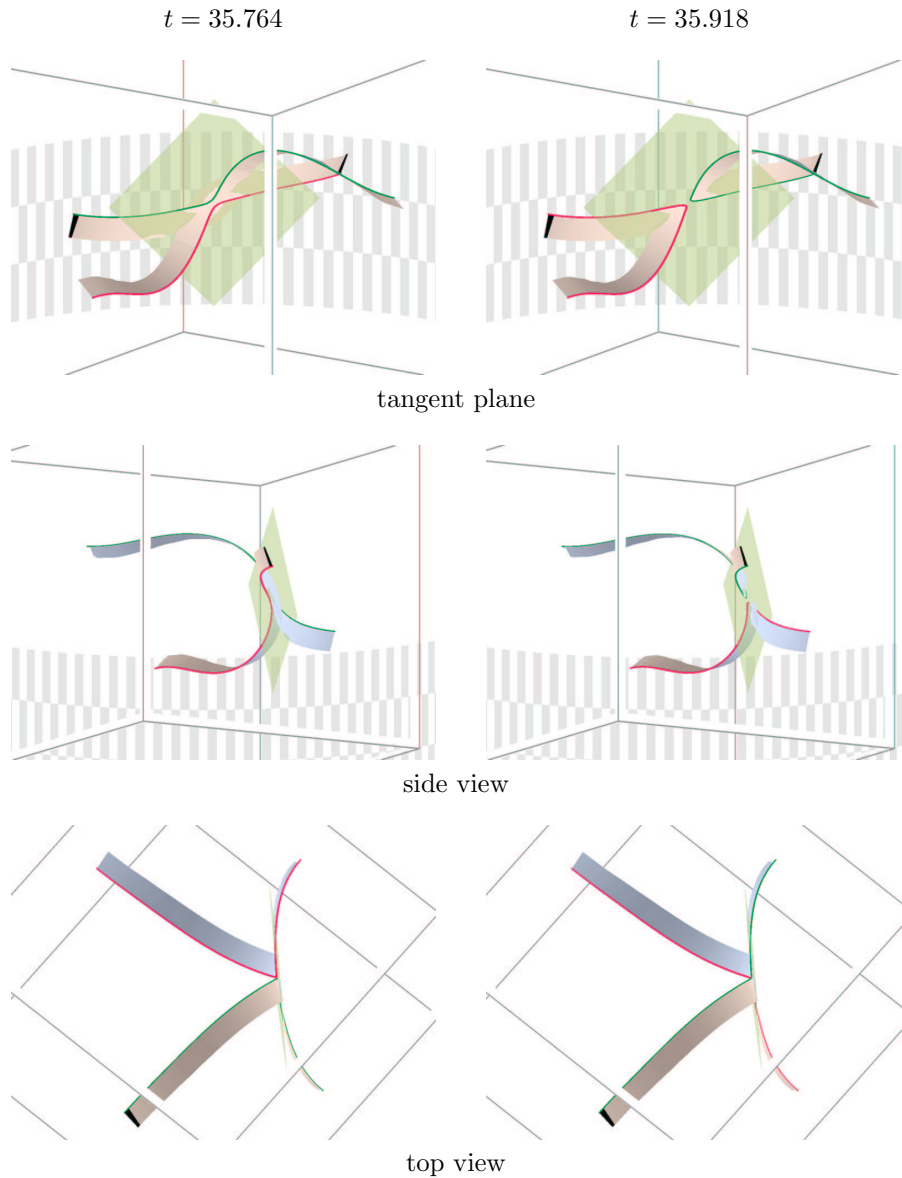 t = 35.764
t = 35.918
tangent plane
side view
top view